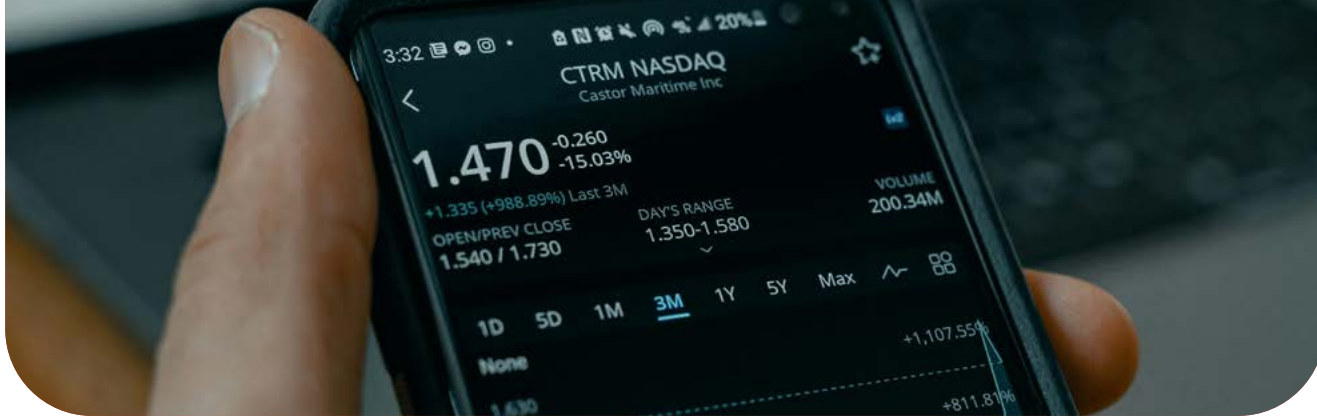 3:32 20%
CTRM NASDAQ
Castor Maritime Inc
1.470 -0.260
-15.03%
+1.335 (+988.89%) Last 3M
OPEN/PREV CLOSE DAY'S RANGE VOLUME
1.540 / 1.730 1.350-1.580 200.34M
1D 5D 1M 3M 1Y 5Y Max
None
+1,107.55%
1.630
+811.81%